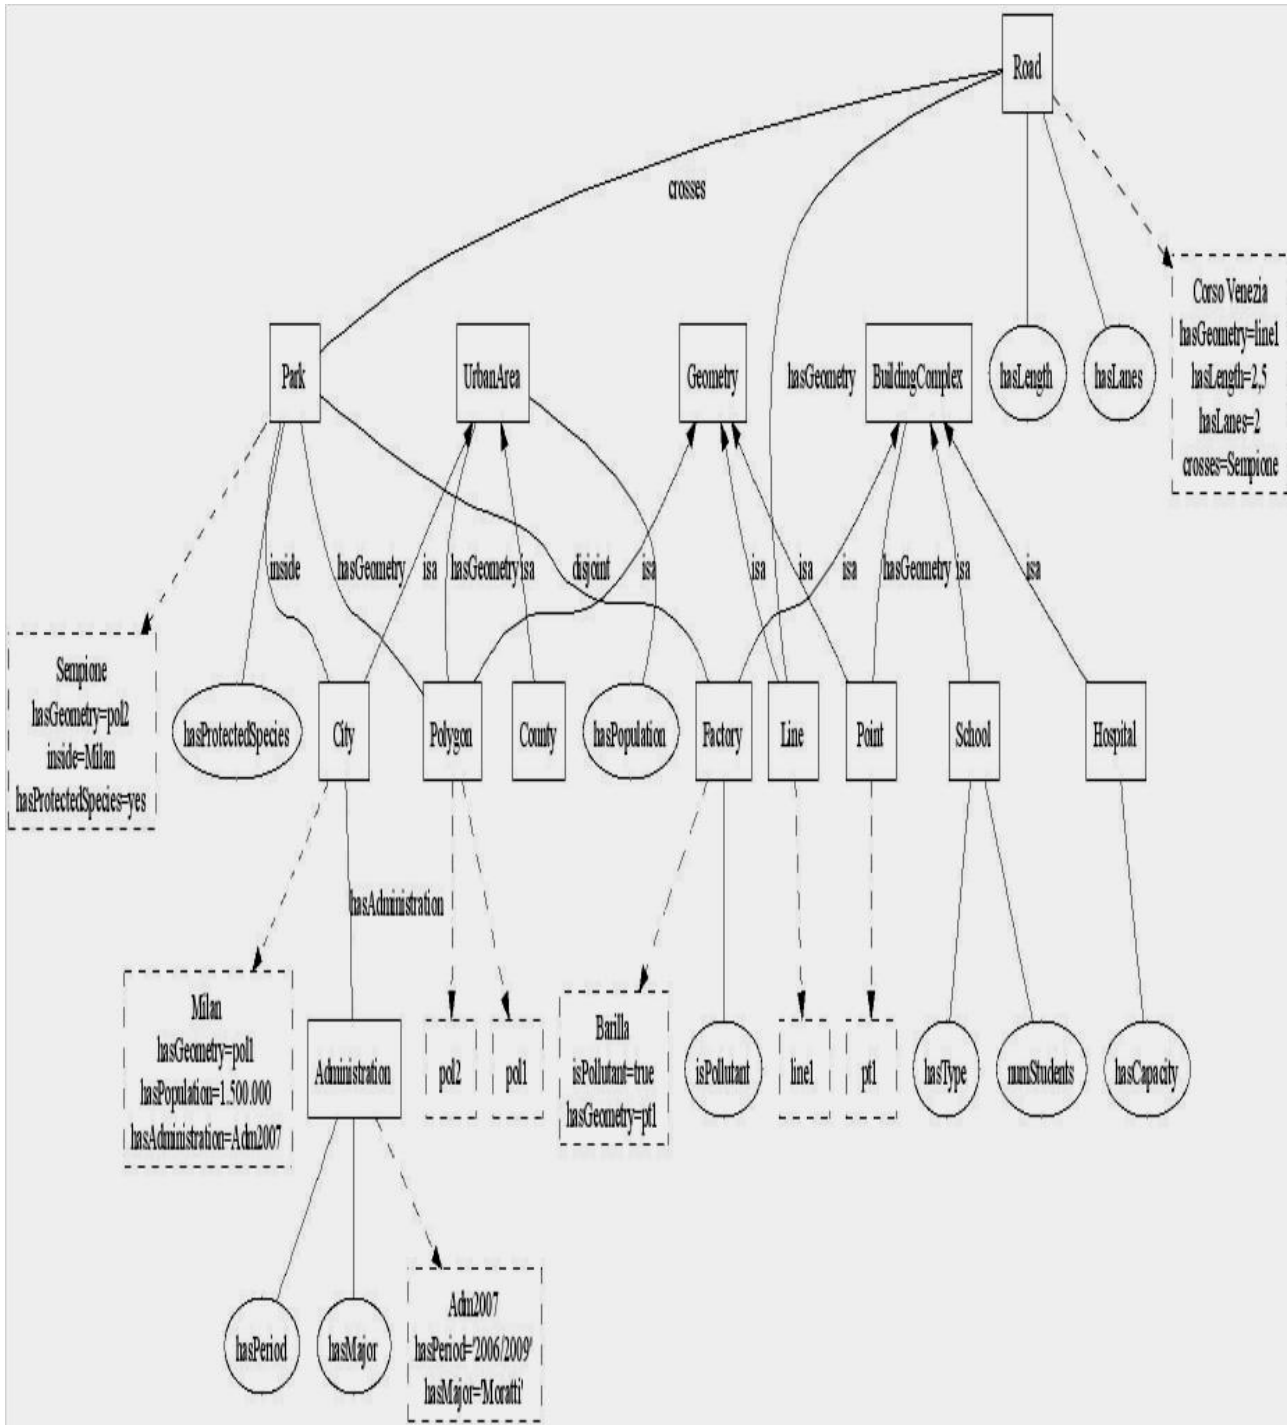 Road
crosses
Corso Venezia
hasGeometry=line1
hasLength=2,5
hasLanes=2
crosses=Sempione
Park
UrbanArea
Geometry
hasGeometry
BuildingComplex
hasLength
hasLanes
inside
hasGeometry
isa
hasGeometry
isa
disjoint
isa
isa
isa
isa
hasGeometry
isa
isa
Sempione
hasGeometry=pol2
inside=Milan
hasProtectedSpecies=yes
hasProtectedSpecies
City
Polygon
County
hasPopulation
Factory
Line
Point
School
Hospital
hasAdministration
Milan
hasGeometry=pol1
hasPopulation=1.500.000
hasAdministration=Adm2007
Administration
pol2
pol1
Barilla
isPollutant=true
hasGeometry=pt1
isPollutant
line1
pt1
hasType
numStudents
hasCapacity
hasPeriod
hasMajor
Adm2007
hasPeriod='2006/2009'
hasMajor='Moratti'